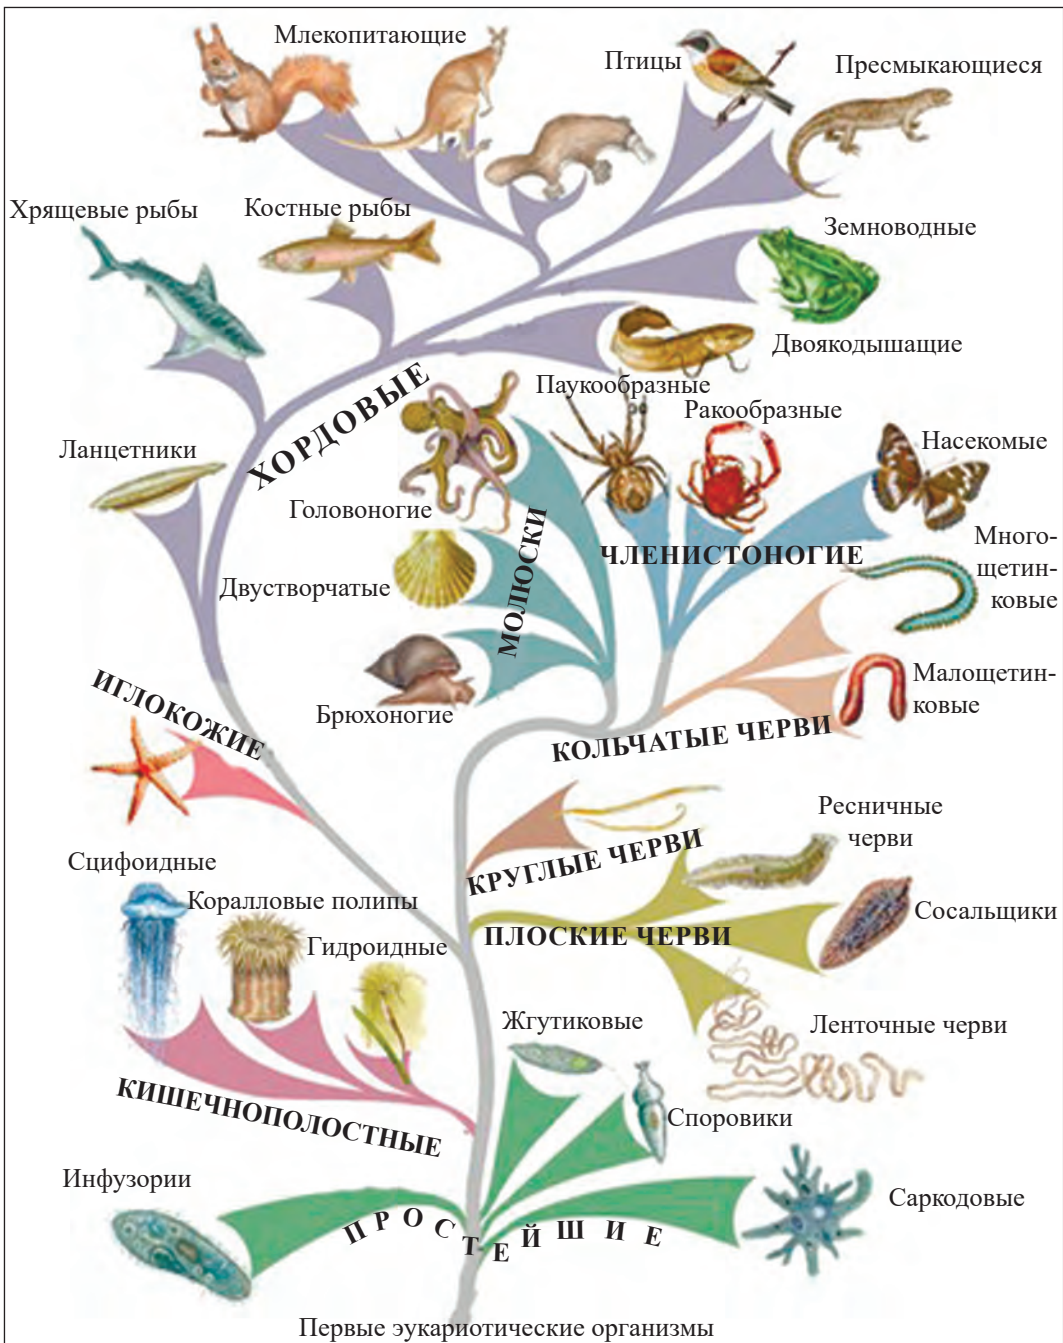 Млекопитающие
Птицы
Пресмыкающиеся
Хрящевые рыбы
Костные рыбы
Земноводные
Двоякодышащие
ХОРДОВЫЕ
Паукообразные
Ракообразные
Ланцетники
Насекомые
Головоногие
МОЛЮСКИ
ЧЛЕНИСТОНОГИЕ
Много-
щетин-
ковые
Двустворчатые
Малощетин-
ковые
Брюхоногие
ИГЛОКОЖИЕ
КОЛЬЧАТЫЕ ЧЕРВИ
Ресничные
черви
КРУГЛЫЕ ЧЕРВИ
Сцифоидные
Коралловые полипы
Гидроидные
Сосальщики
ПЛОСКИЕ ЧЕРВИ
Жгутиковые
Ленточные черви
КИШЕЧНОПОЛОСТНЫЕ
Споровики
Инфузории
Саркодовые
ПРОСТЕЙШИЕ
Первые эукариотические организмы